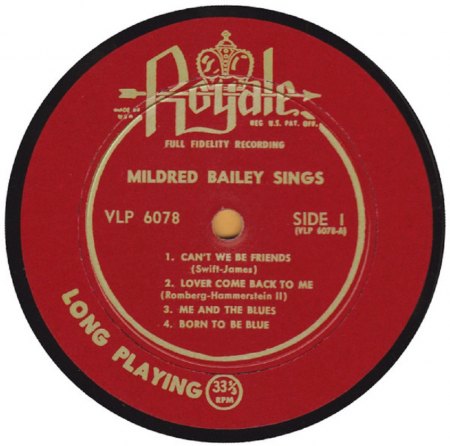 Royale
MADE IN
U.S.A.
REG U.S. PAT. OFF.
FULL FIDELITY RECORDING
MILDRED BAILEY SINGS
VLP 6078
SIDE 1
(VLP 6078-A)
1. CAN'T WE BE FRIENDS
(Swift-James)
2. LOVER COME BACK TO ME
(Romberg-Hammerstein II)
3. ME AND THE BLUES
4. BORN TO BE BLUE
LONG PLAYING
33⅓
RPM